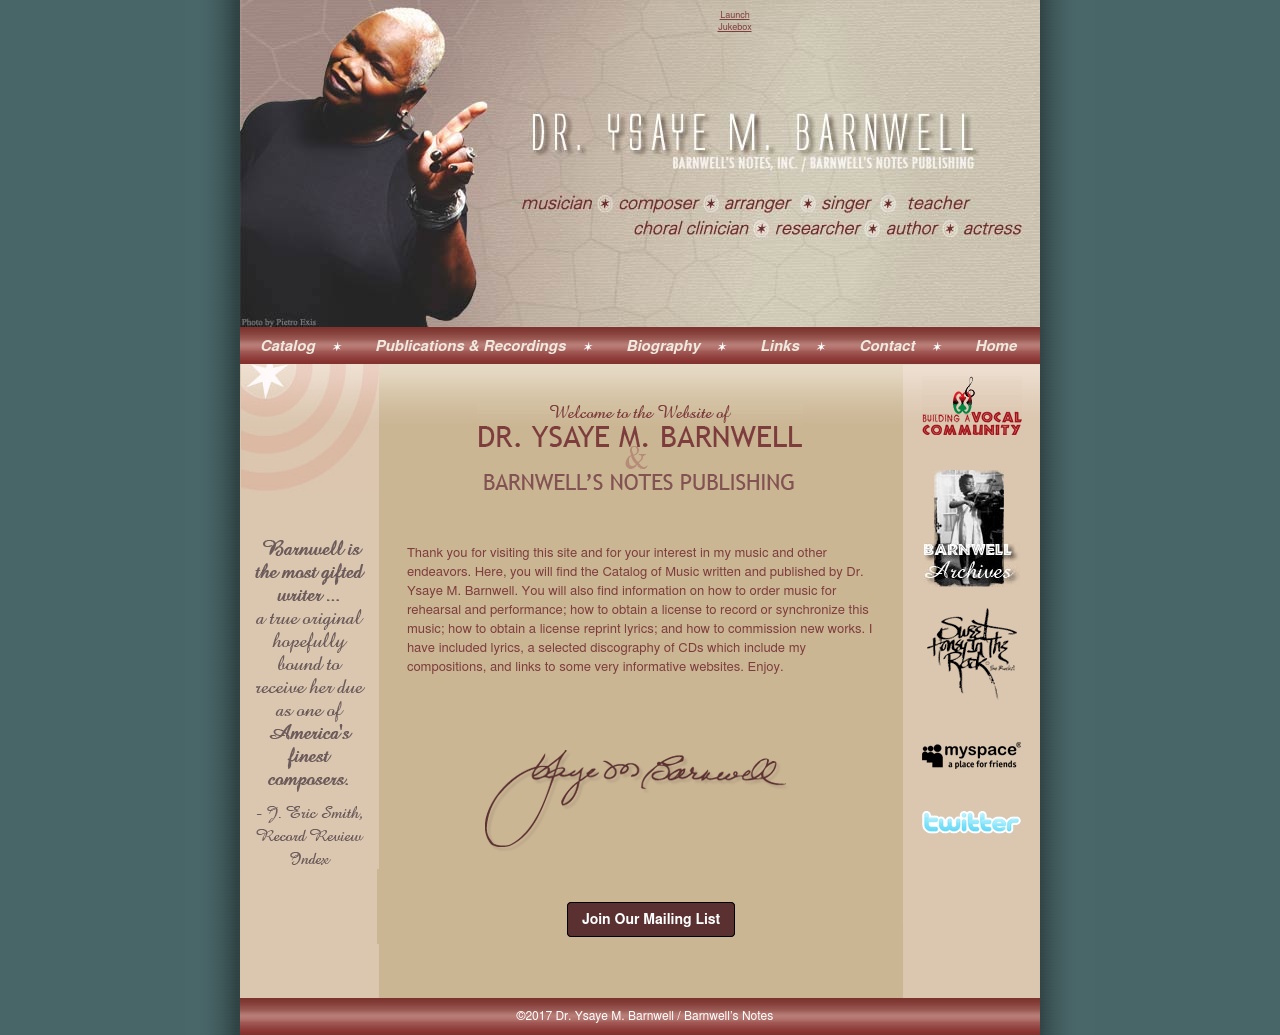 Launch
Jukebox
DR. YSAYE M. BARNWELL
BARNWELL'S NOTES, INC. / BARNWELL'S NOTES PUBLISHING
musician composer arranger singer teacher
choral clinician researcher author actress
Photo by Pietro Exis
Catalog Publications & Recordings Biography Links Contact Home
Welcome to the Website of
DR. YSAYE M. BARNWELL
&
BARNWELL'S NOTES PUBLISHING
Barnwell is
the most gifted
writer ...
a true original
hopefully
bound to
receive her due
as one of
America's
finest
composers.
- J. Eric Smith,
Record Review
Index
Thank you for visiting this site and for your interest in my music and other
endeavors. Here, you will find the Catalog of Music written and published by Dr.
Ysaye M. Barnwell. You will also find information on how to order music for
rehearsal and performance; how to obtain a license to record or synchronize this
music; how to obtain a license reprint lyrics; and how to commission new works. I
have included lyrics, a selected discography of CDs which include my
compositions, and links to some very informative websites. Enjoy.
Ysaye M Barnwell
Join Our Mailing List
BUILDING A VOCAL
COMMUNITY
BARNWELL
Archives
Sweet
Honey In The
Rock
myspace®
a place for friends
twitter
©2017 Dr. Ysaye M. Barnwell / Barnwell's Notes